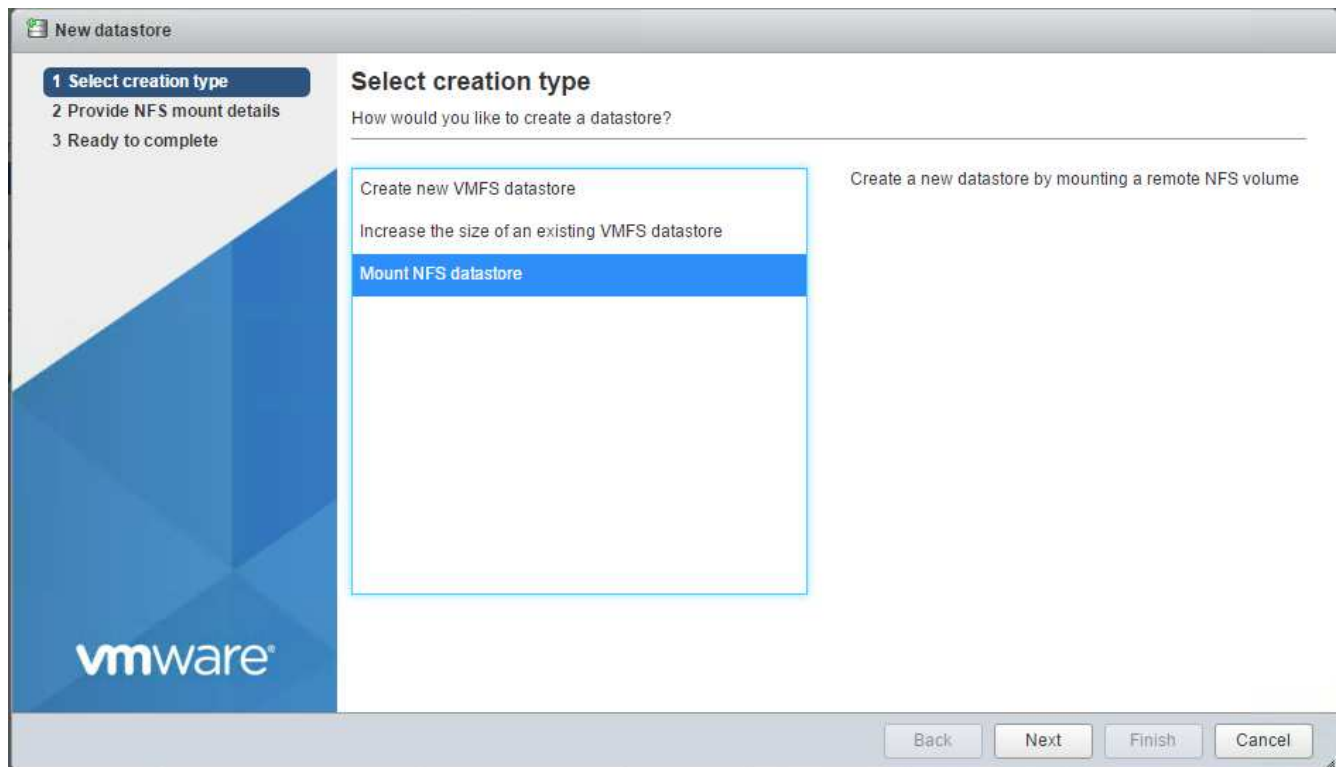 New datastore
1 Select creation type
2 Provide NFS mount details
3 Ready to complete
Select creation type
How would you like to create a datastore?
Create new VMFS datastore
Increase the size of an existing VMFS datastore
Mount NFS datastore
Create a new datastore by mounting a remote NFS volume
vmware®
Back
Next
Finish
Cancel